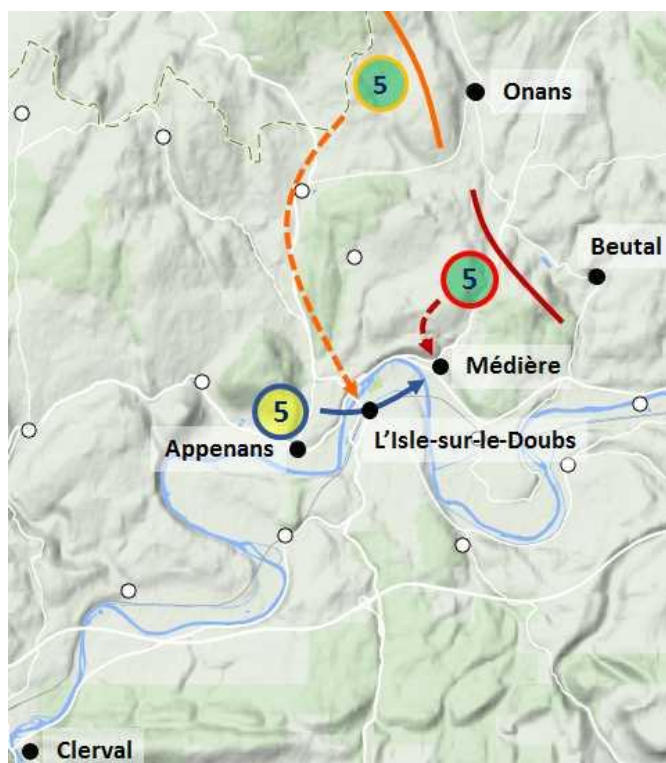 5
Onans
Beutal
5
Médière
5
L'Isle-sur-le-Doubs
Appenans
Clerval